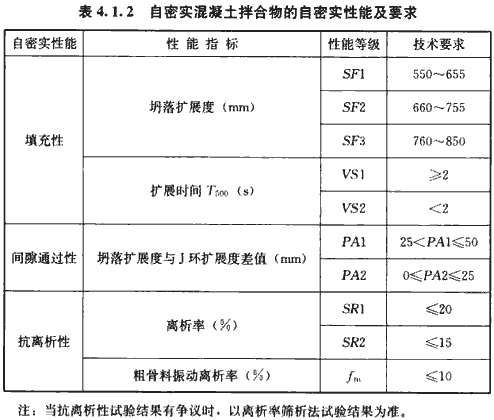 表 4.1.2 自密实混凝土拌合物的自密实性能及要求
自密实性能 性能指标 性能等级 技术要求
填充性 坍落扩展度(mm) SF1 550~655
SF2 660~755
SF3 760~850
扩展时间 T500(s) VS1 ≥2
VS2 <2
间隙通过性 坍落扩展度与J环扩展度差值(mm) PA1 25<PA1≤50
PA2 0≤PA2≤25
抗离析性 离析率(%) SR1 ≤20
SR2 ≤15
粗骨料振动离析率(%) fm ≤10
注:当抗离析性试验结果有争议时,以离析率筛析法试验结果为准。